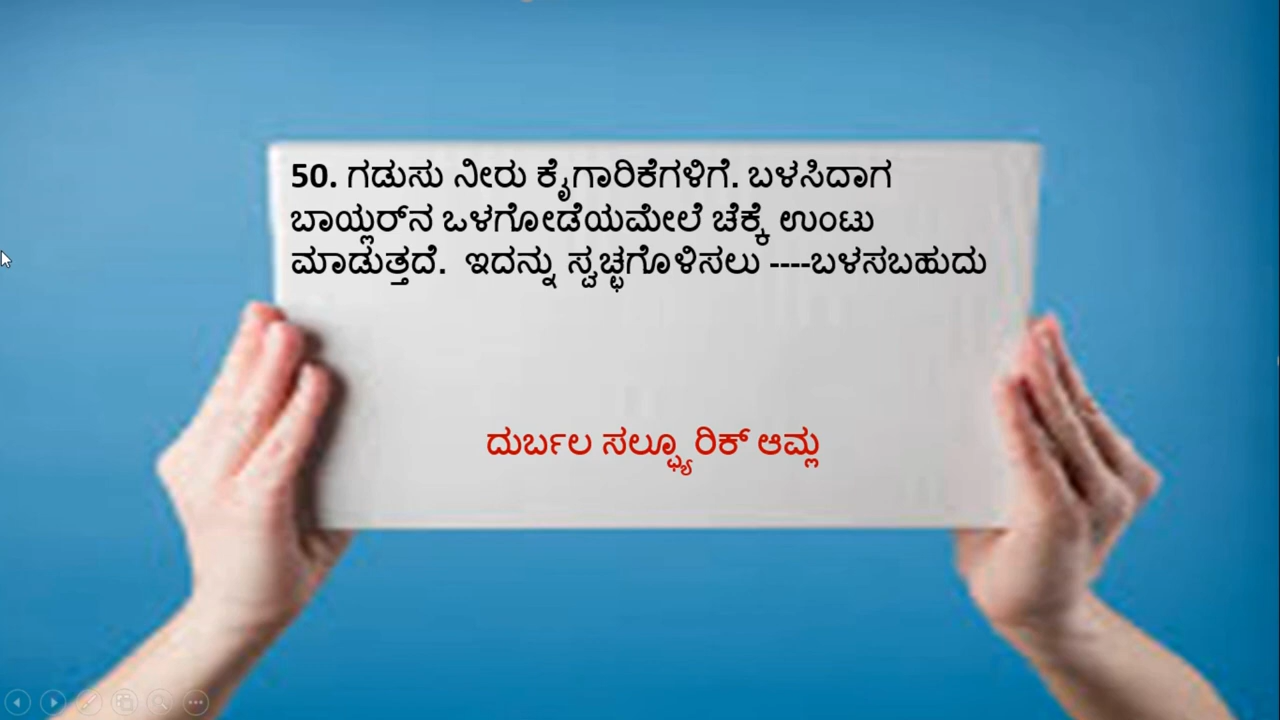 50. ಗಡುಸು ನೀರು ಕೈಗಾರಿಕೆಗಳಿಗೆ. ಬಳಸಿದಾಗ
ಬಾಯ್ಲರ್‌ನ ಒಳಗೋಡೆಯಮೇಲೆ ಚೆಕ್ಕೆ ಉಂಟು
ಮಾಡುತ್ತದೆ. ಇದನ್ನು ಸ್ವಚ್ಛಗೊಳಿಸಲು ----ಬಳಸಬಹುದು
ದುರ್ಬಲ ಸಲ್ಫ್ಯೂರಿಕ್ ಆಮ್ಲ